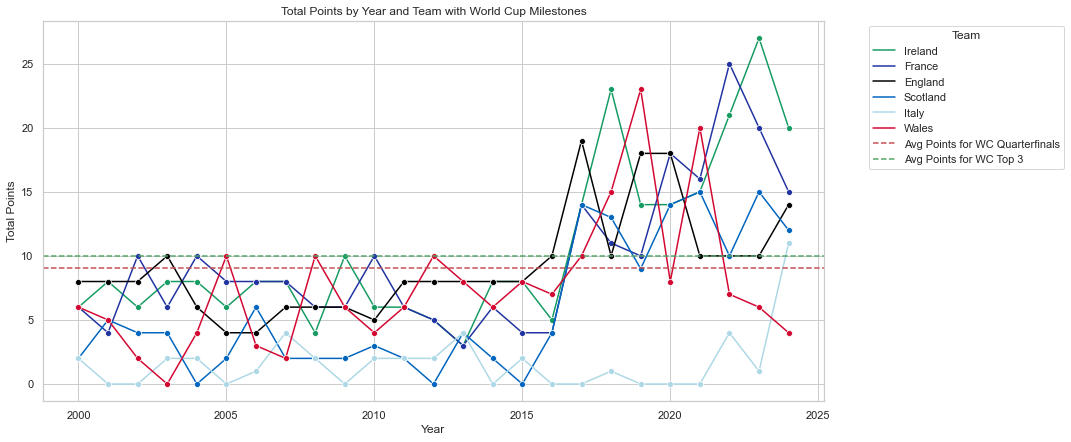 Total Points by Year and Team with World Cup Milestones
Total Points
25
20
15
10
5
0
2000
2005
2010
2015
2020
2025
Year
Team
Ireland
France
England
Scotland
Italy
Wales
Avg Points for WC Quarterfinals
Avg Points for WC Top 3